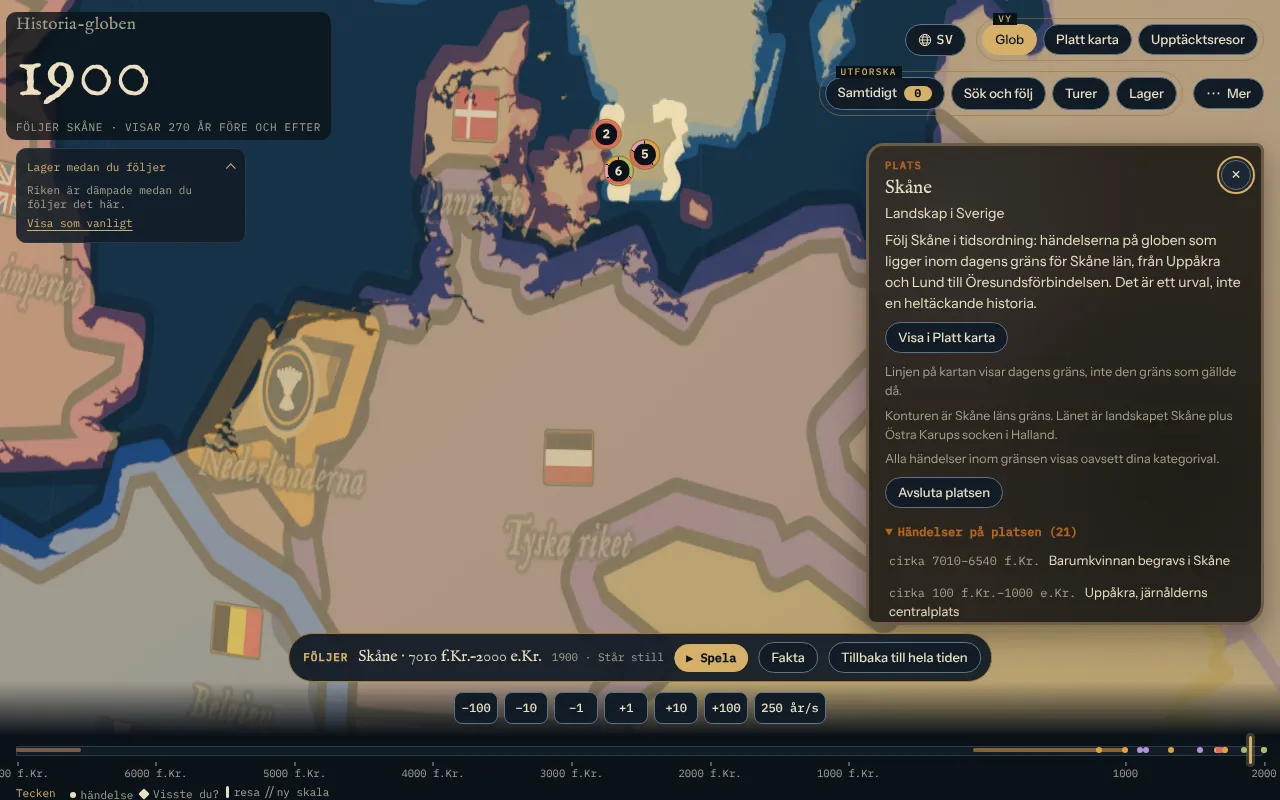 Historia-globen
1900
FÖLJER SKÅNE · VISAR 270 ÅR FÖRE OCH EFTER
Lager medan du följer
Riken är dämpade medan du
följer det här.
Visa som vanligt
SV
VY
Glob
Platt karta
Upptäcktsresor
UTFORSKA
Samtidigt 0
Sök och följ
Turer
Lager
··· Mer
PLATS
Skåne
×
Landskap i Sverige
Följ Skåne i tidsordning: händelserna på globen som
ligger inom dagens gräns för Skåne län, från Uppåkra
och Lund till Öresundsförbindelsen. Det är ett urval, inte
en heltäckande historia.
Visa i Platt karta
Linjen på kartan visar dagens gräns, inte den gräns som gällde
då.
Konturen är Skåne läns gräns. Länet är landskapet Skåne plus
Östra Karups socken i Halland.
Alla händelser inom gränsen visas oavsett dina kategorival.
Avsluta platsen
▼ Händelser på platsen (21)
cirka 7010–6540 f.Kr. Barumkvinnan begravs i Skåne
cirka 100 f.Kr.–1000 e.Kr. Uppåkra, järnålderns
centralplats
2
5
6
Danmark
imperiet
Nederländerna
Tyska riket
Belgien
FÖLJER Skåne · 7010 f.Kr.–2000 e.Kr. 1900 · Står still
▶ Spela
Fakta
Tillbaka till hela tiden
−100
−10
−1
+1
+10
+100
250 år/s
00 f.Kr.
6000 f.Kr.
5000 f.Kr.
4000 f.Kr.
3000 f.Kr.
2000 f.Kr.
1000 f.Kr.
1000
2000
Tecken ● händelse ◆ Visste du? resa // ny skala